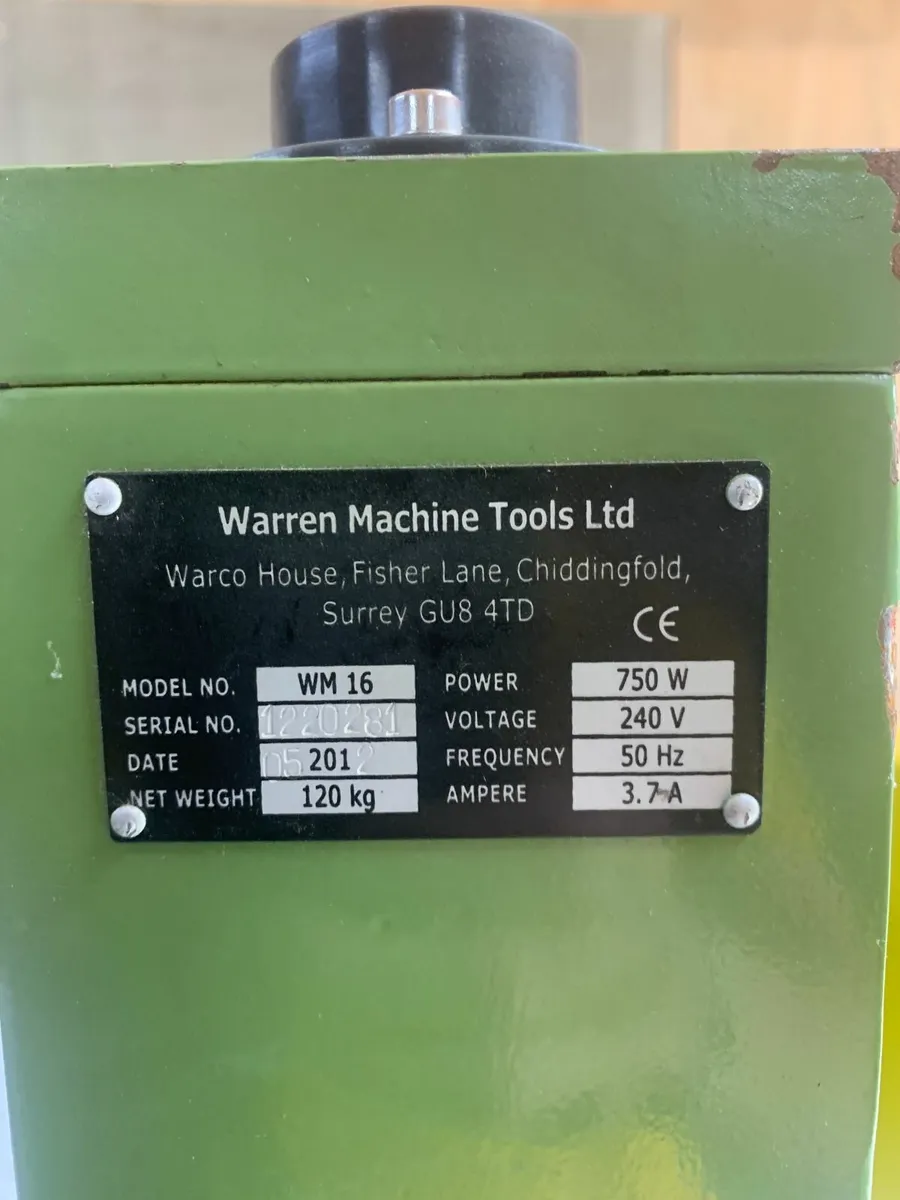 Warren Machine Tools Ltd
Warco House, Fisher Lane, Chiddingfold,
Surrey GU8 4TD
CE
MODEL NO. WM 16 POWER 750 W
SERIAL NO. 1220281 VOLTAGE 240 V
DATE 05 2012 FREQUENCY 50 Hz
NET WEIGHT 120 kg AMPERE 3.7 A